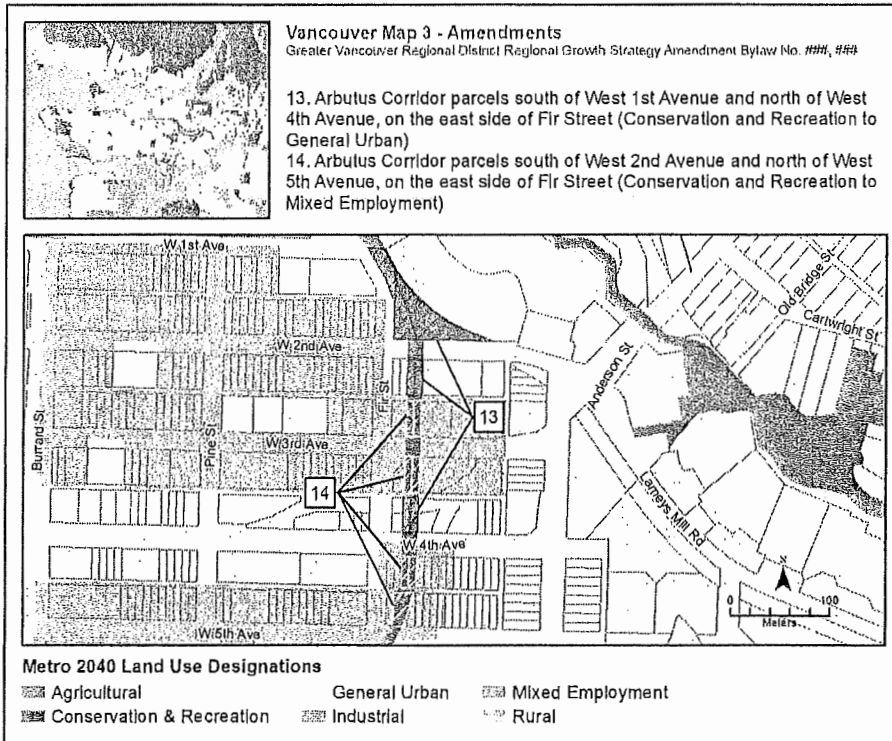 Vancouver Map 3 - Amendments
Greater Vancouver Regional District Regional Growth Strategy Amendment Bylaw No. ###, ###
13. Arbutus Corridor parcels south of West 1st Avenue and north of West
4th Avenue, on the east side of Fir Street (Conservation and Recreation to
General Urban)
14. Arbutus Corridor parcels south of West 2nd Avenue and north of West
5th Avenue, on the east side of Fir Street (Conservation and Recreation to
Mixed Employment)
W 1st Ave
Old Bridge St
Cartwright St
W 2nd Ave
Anderson St
Fir St
13
Burrard St
Pine St
W 3rd Ave
14
Lameys Mill Rd
W 4th Ave
N
0 100
Meters
W 5th Ave
Metro 2040 Land Use Designations
Agricultural General Urban Mixed Employment
Conservation & Recreation Industrial Rural